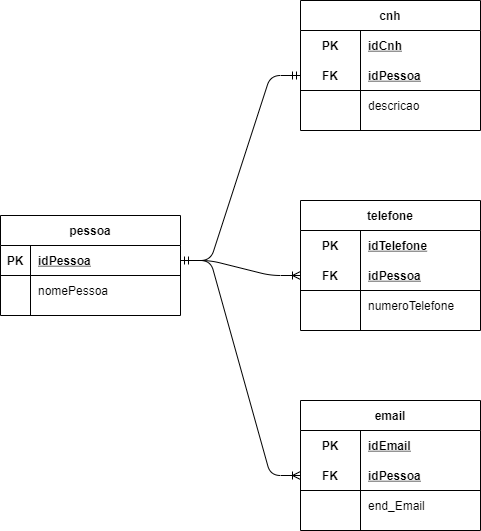 cnh
PK idCnh
FK idPessoa
descricao
pessoa
PK idPessoa
nomePessoa
telefone
PK idTelefone
FK idPessoa
numeroTelefone
email
PK idEmail
FK idPessoa
end_Email